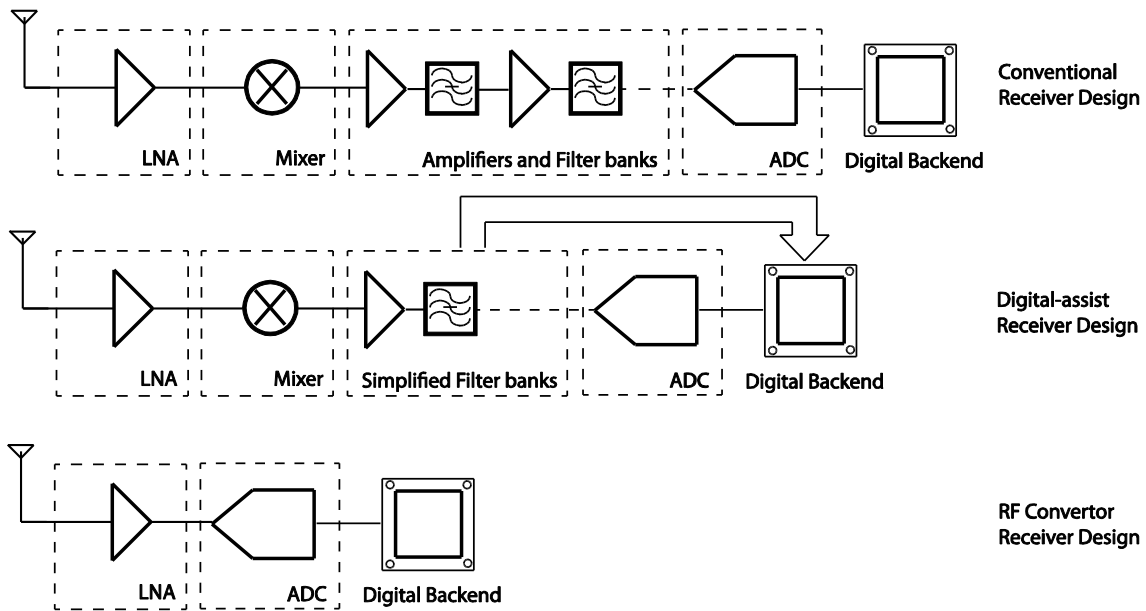 Conventional
Receiver Design
LNA
Mixer
Amplifiers and Filter banks
ADC
Digital Backend
Digital-assist
Receiver Design
LNA
Mixer
Simplified Filter banks
ADC
Digital Backend
RF Convertor
Receiver Design
LNA
ADC
Digital Backend